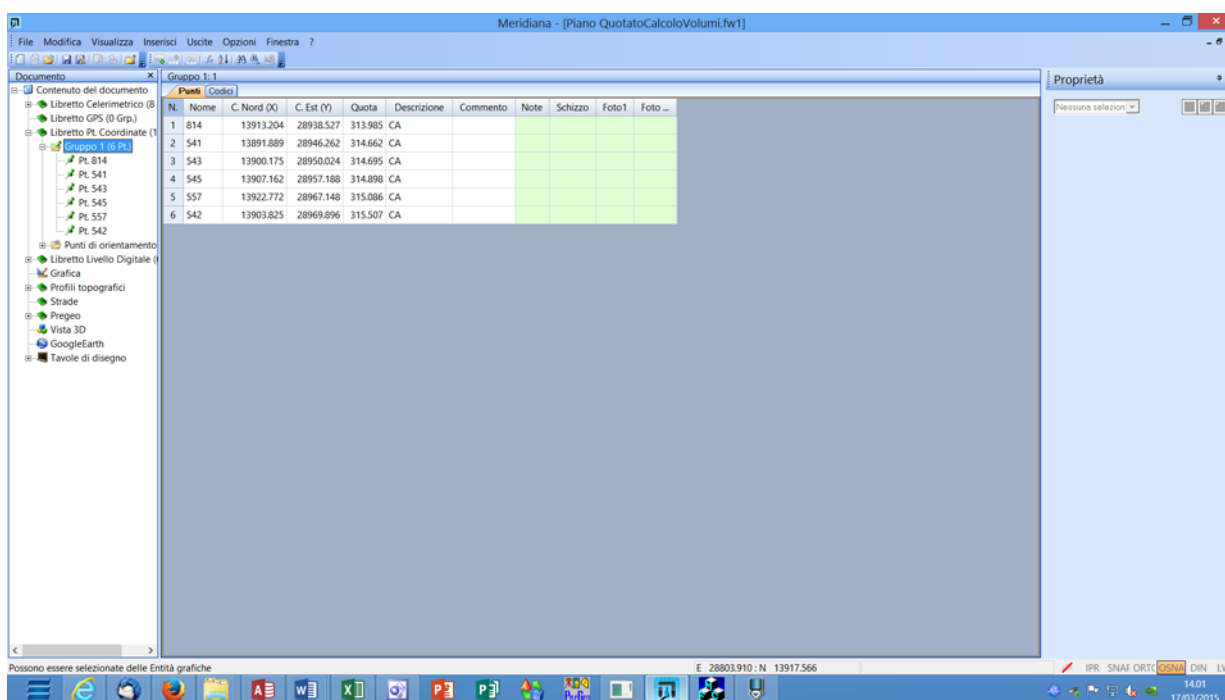 Meridiana - [Piano QuotatoCalcoloVolumi.fw1]
File Modifica Visualizza Inserisci Uscite Opzioni Finestra ?
Documento
Contenuto del documento
Libretto Celerimetrico (8
Libretto GPS (0 Grp.)
Libretto Pt. Coordinate (1
Gruppo 1 (6 Pt.)
Pt. 814
Pt. 541
Pt. 543
Pt. 545
Pt. 557
Pt. 542
Punti di orientamento
Libretto Livello Digitale (
Grafica
Profili topografici
Strade
Pregeo
Vista 3D
GoogleEarth
Tavole di disegno
Gruppo 1: 1
Punti Codici
N. Nome C. Nord (X) C. Est (Y) Quota Descrizione Commento Note Schizzo Foto1 Foto ...
1 814 13913.204 28938.527 313.985 CA
2 541 13891.889 28946.262 314.662 CA
3 543 13900.175 28950.024 314.695 CA
4 545 13907.162 28957.188 314.898 CA
5 557 13922.772 28967.148 315.086 CA
6 542 13903.825 28969.896 315.507 CA
Proprietà
Nessuna selezion
Possono essere selezionate delle Entità grafiche
E 28803.910 : N 13917.566
IPR SNAF ORTO OSNA DIN LV
PreGeo
14.01
17/03/2015